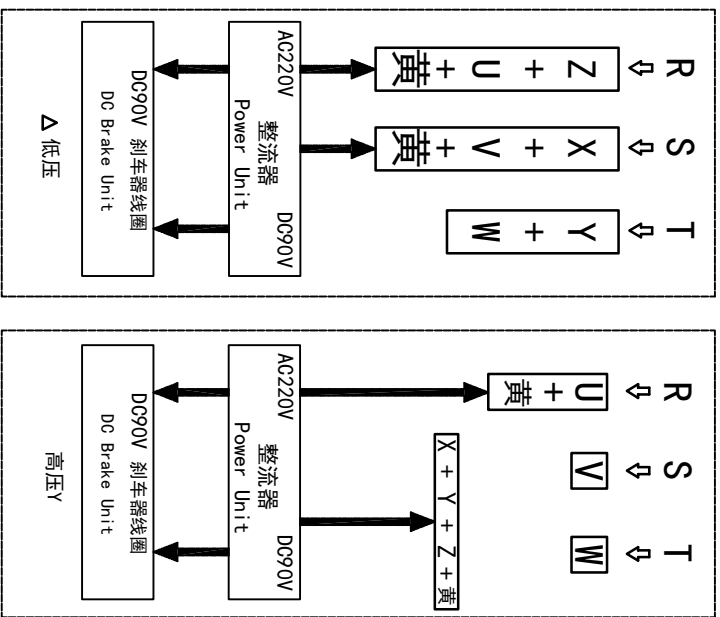 R S T
Z + U + 黄
X + V + 黄
Y + W
AC220V 整流器 DC90V
Power Unit
DC90V 刹车器线圈
DC Brake Unit
Δ 低压
R S T
U + 黄
V
W
X + Y + Z + 黄
AC220V 整流器 DC90V
Power Unit
DC90V 刹车器线圈
DC Brake Unit
高压Y